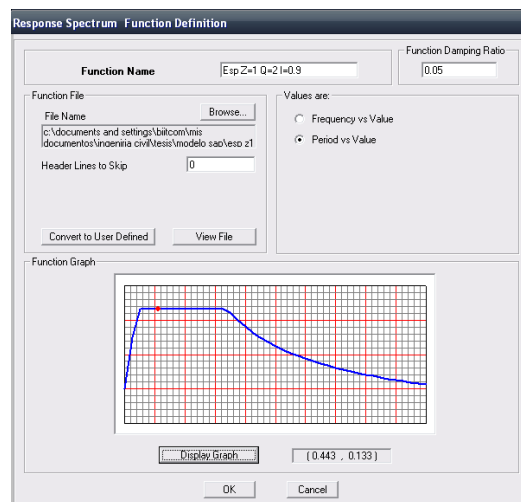 Response Spectrum Function Definition
Function Damping Ratio
Function Name
Esp Z=1 Q=2 I=0.9
0.05
Function File
Values are:
File Name
Browse...
Frequency vs Value
c:\documents and settings\biitcom\mis
documentos\ingeniria civil\tesis\modelo sap\esp z1
Period vs Value
Header Lines to Skip
0
Convert to User Defined
View File
Function Graph
Display Graph
( 0.443 , 0.133 )
OK
Cancel